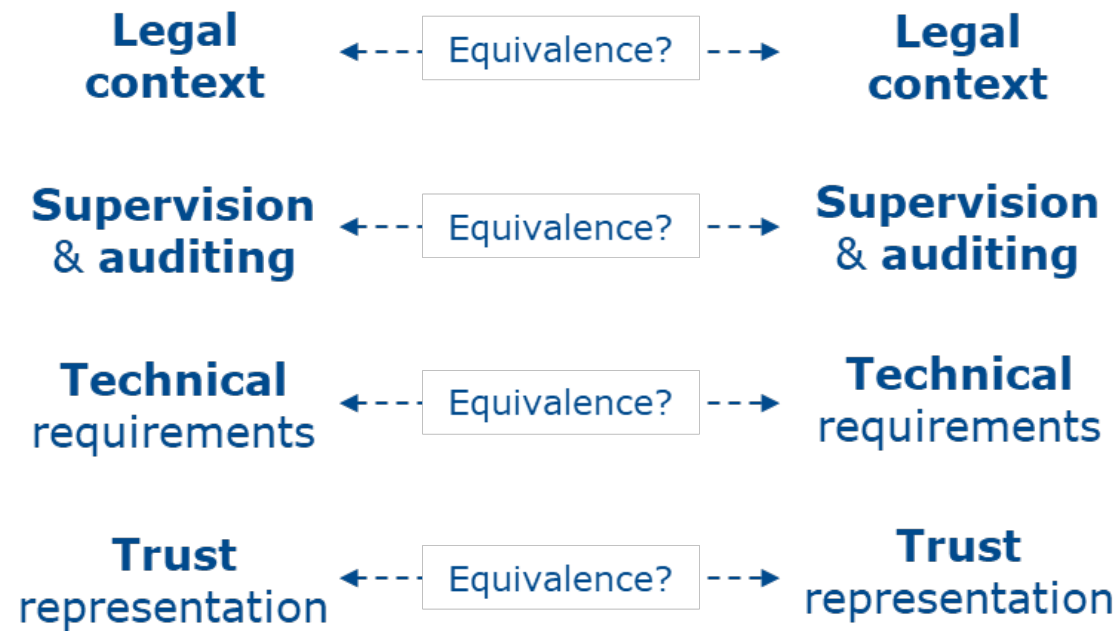 Legal
context
Equivalence?
Legal
context
Supervision
& auditing
Equivalence?
Supervision
& auditing
Technical
requirements
Equivalence?
Technical
requirements
Trust
representation
Equivalence?
Trust
representation